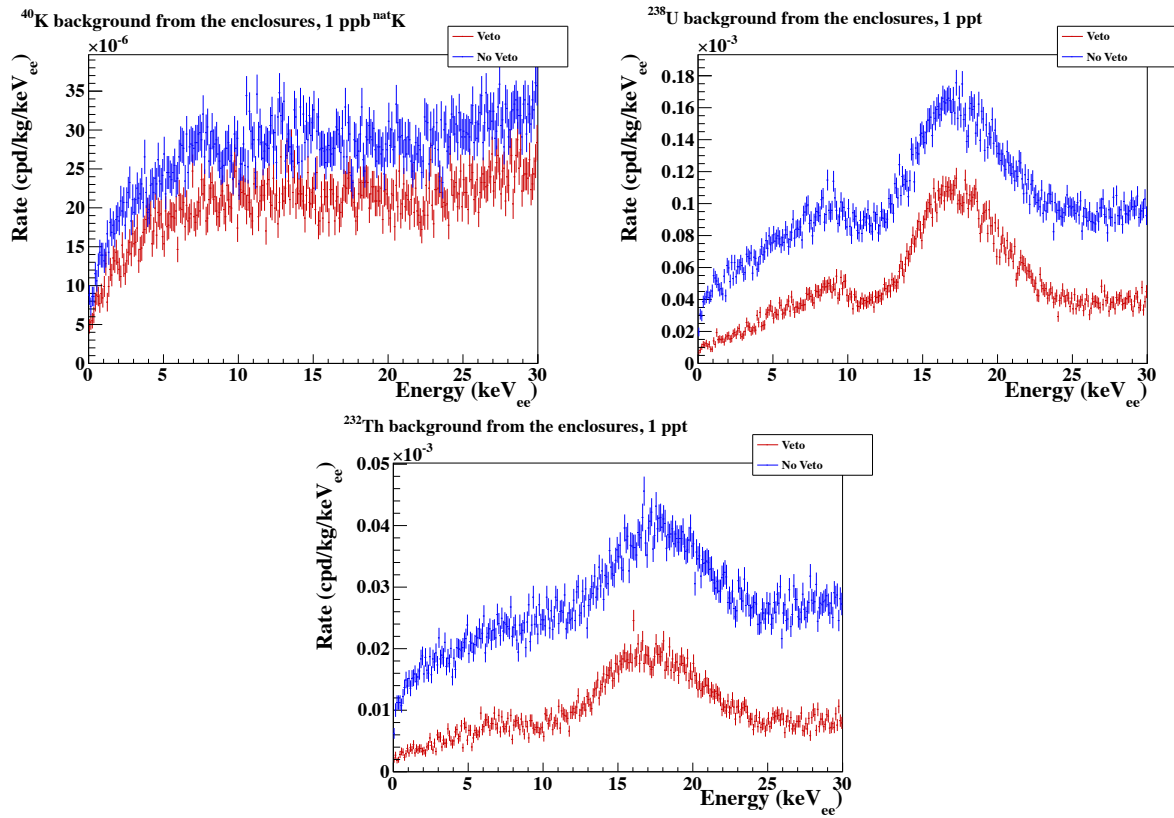 ⁴⁰K background from the enclosures, 1 ppb ⁿᵃᵗK
×10⁻⁶
Veto
No Veto
Rate (cpd/kg/keVₑₑ)
35
30
25
20
15
10
5
0
0 5 10 15 20 25 30
Energy (keVₑₑ)
²³⁸U background from the enclosures, 1 ppt
×10⁻³
Veto
No Veto
Rate (cpd/kg/keVₑₑ)
0.18
0.16
0.14
0.12
0.1
0.08
0.06
0.04
0.02
0
0 5 10 15 20 25 30
Energy (keVₑₑ)
²³²Th background from the enclosures, 1 ppt
×10⁻³
Veto
No Veto
Rate (cpd/kg/keVₑₑ)
0.05
0.04
0.03
0.02
0.01
0
0 5 10 15 20 25 30
Energy (keVₑₑ)